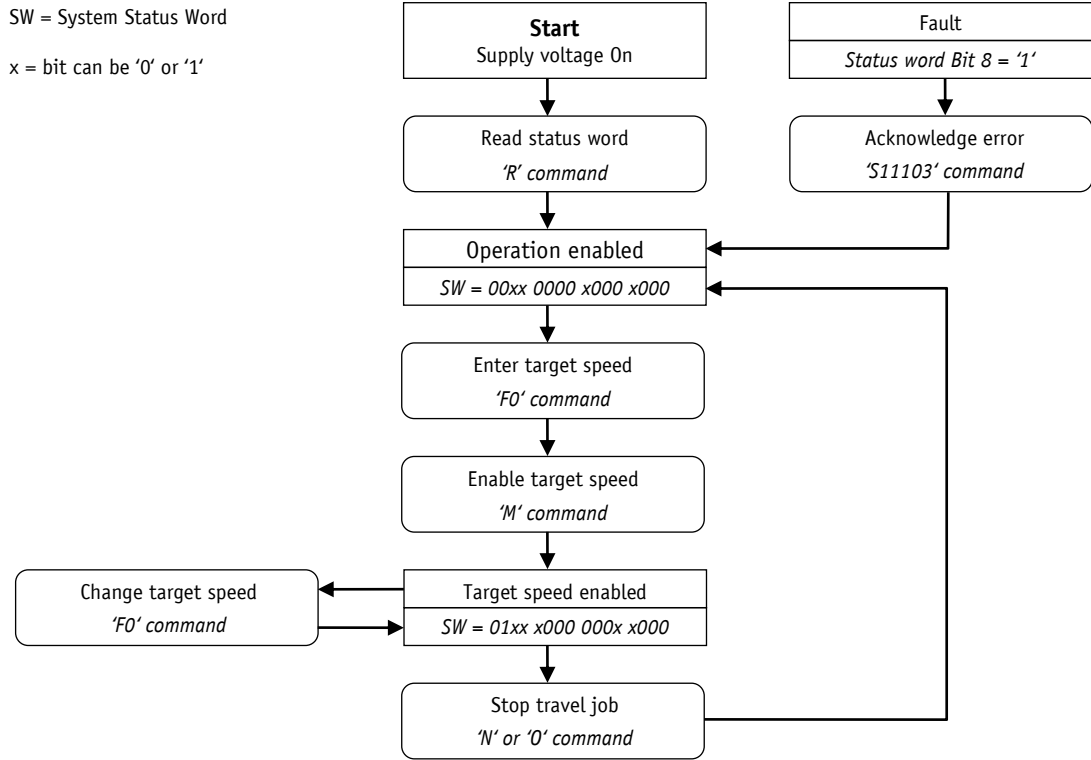 SW = System Status Word
x = bit can be ‘0’ or ‘1’
Start
Supply voltage On
Fault
Status word Bit 8 = ‘1‘
Read status word
‘R’ command
Acknowledge error
‘S11103‘ command
Operation enabled
SW = 00xx 0000 x000 x000
Enter target speed
‘F0‘ command
Enable target speed
‘M‘ command
Change target speed
‘F0‘ command
Target speed enabled
SW = 01xx x000 000x x000
Stop travel job
‘N‘ or ‘O‘ command